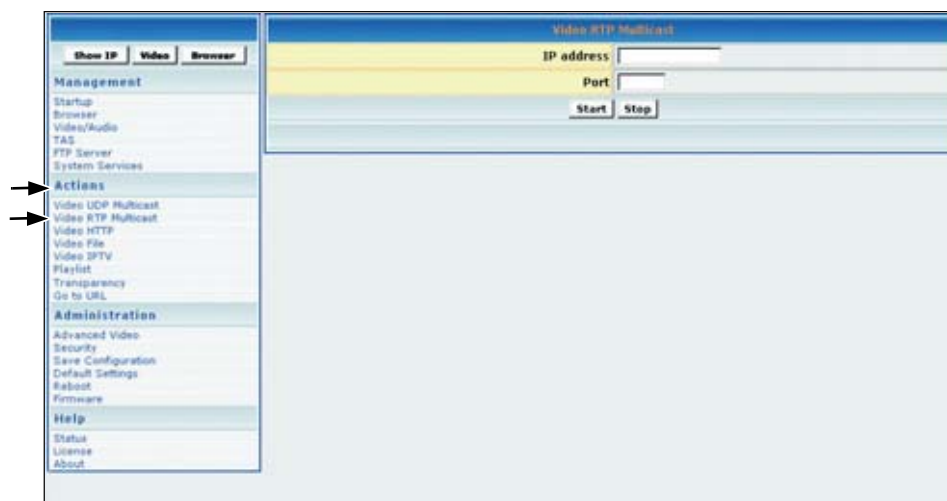 Show IP Video Browser
Management
Startup
Browser
Video/Audio
TAS
FTP Server
System Services
Actions
Video UDP Multicast
Video RTP Multicast
Video HTTP
Video File
Video IPTV
Playlist
Transparency
Go to URL
Administration
Advanced Video
Security
Save Configuration
Default Settings
Reboot
Firmware
Help
Status
License
About
Video RTP Multicast
IP address
Port
Start Stop